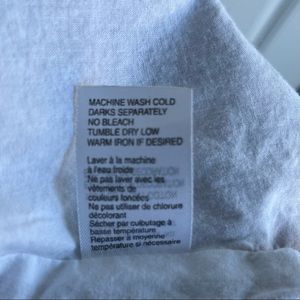 MACHINE WASH COLD
DARKS SEPARATELY
NO BLEACH
TUMBLE DRY LOW
WARM IRON IF DESIRED
Laver à la machine
à l'eau froide
Ne pas laver avec les
vêtements de
couleurs foncées
Ne pas utiliser de chlorure
décolorant
Sécher par culbutage à
basse température
Repasser à moyenne
température si nécessaire